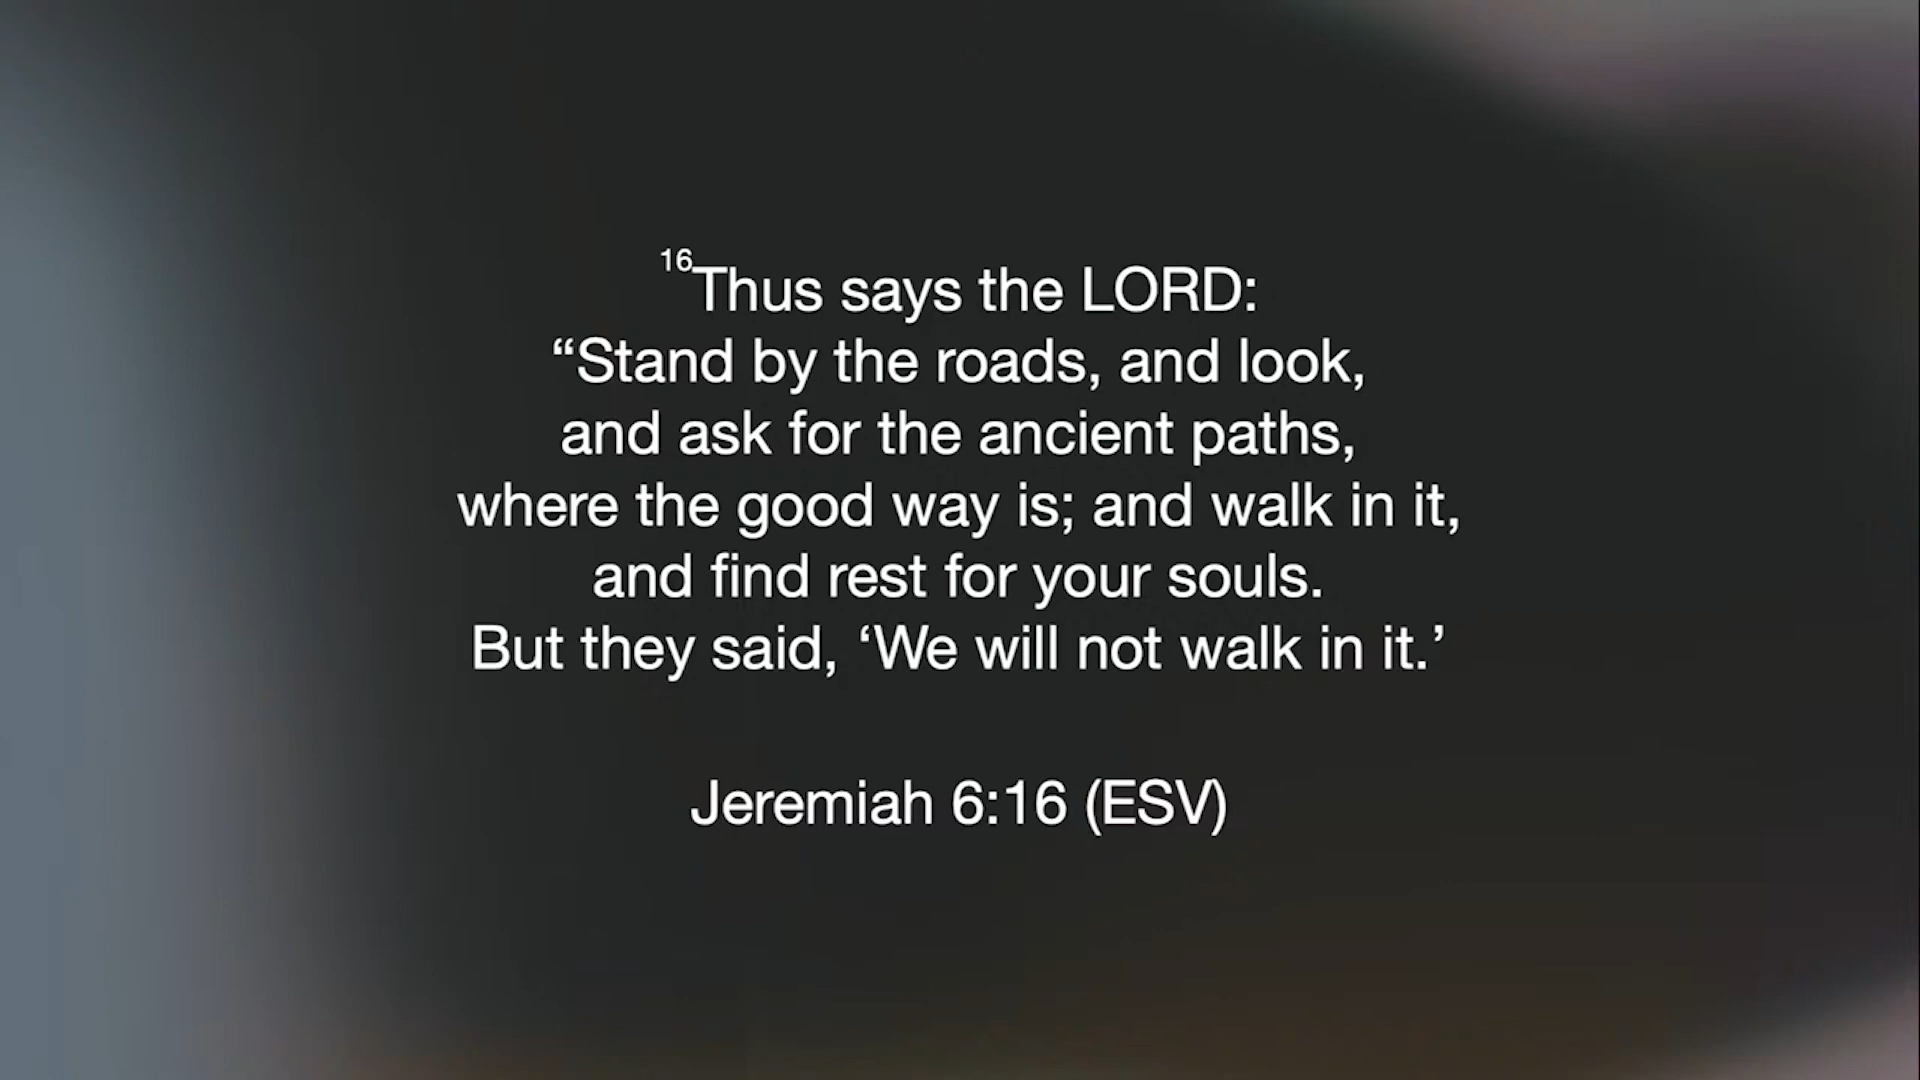 16Thus says the LORD:
“Stand by the roads, and look,
and ask for the ancient paths,
where the good way is; and walk in it,
and find rest for your souls.
But they said, ‘We will not walk in it.’
Jeremiah 6:16 (ESV)